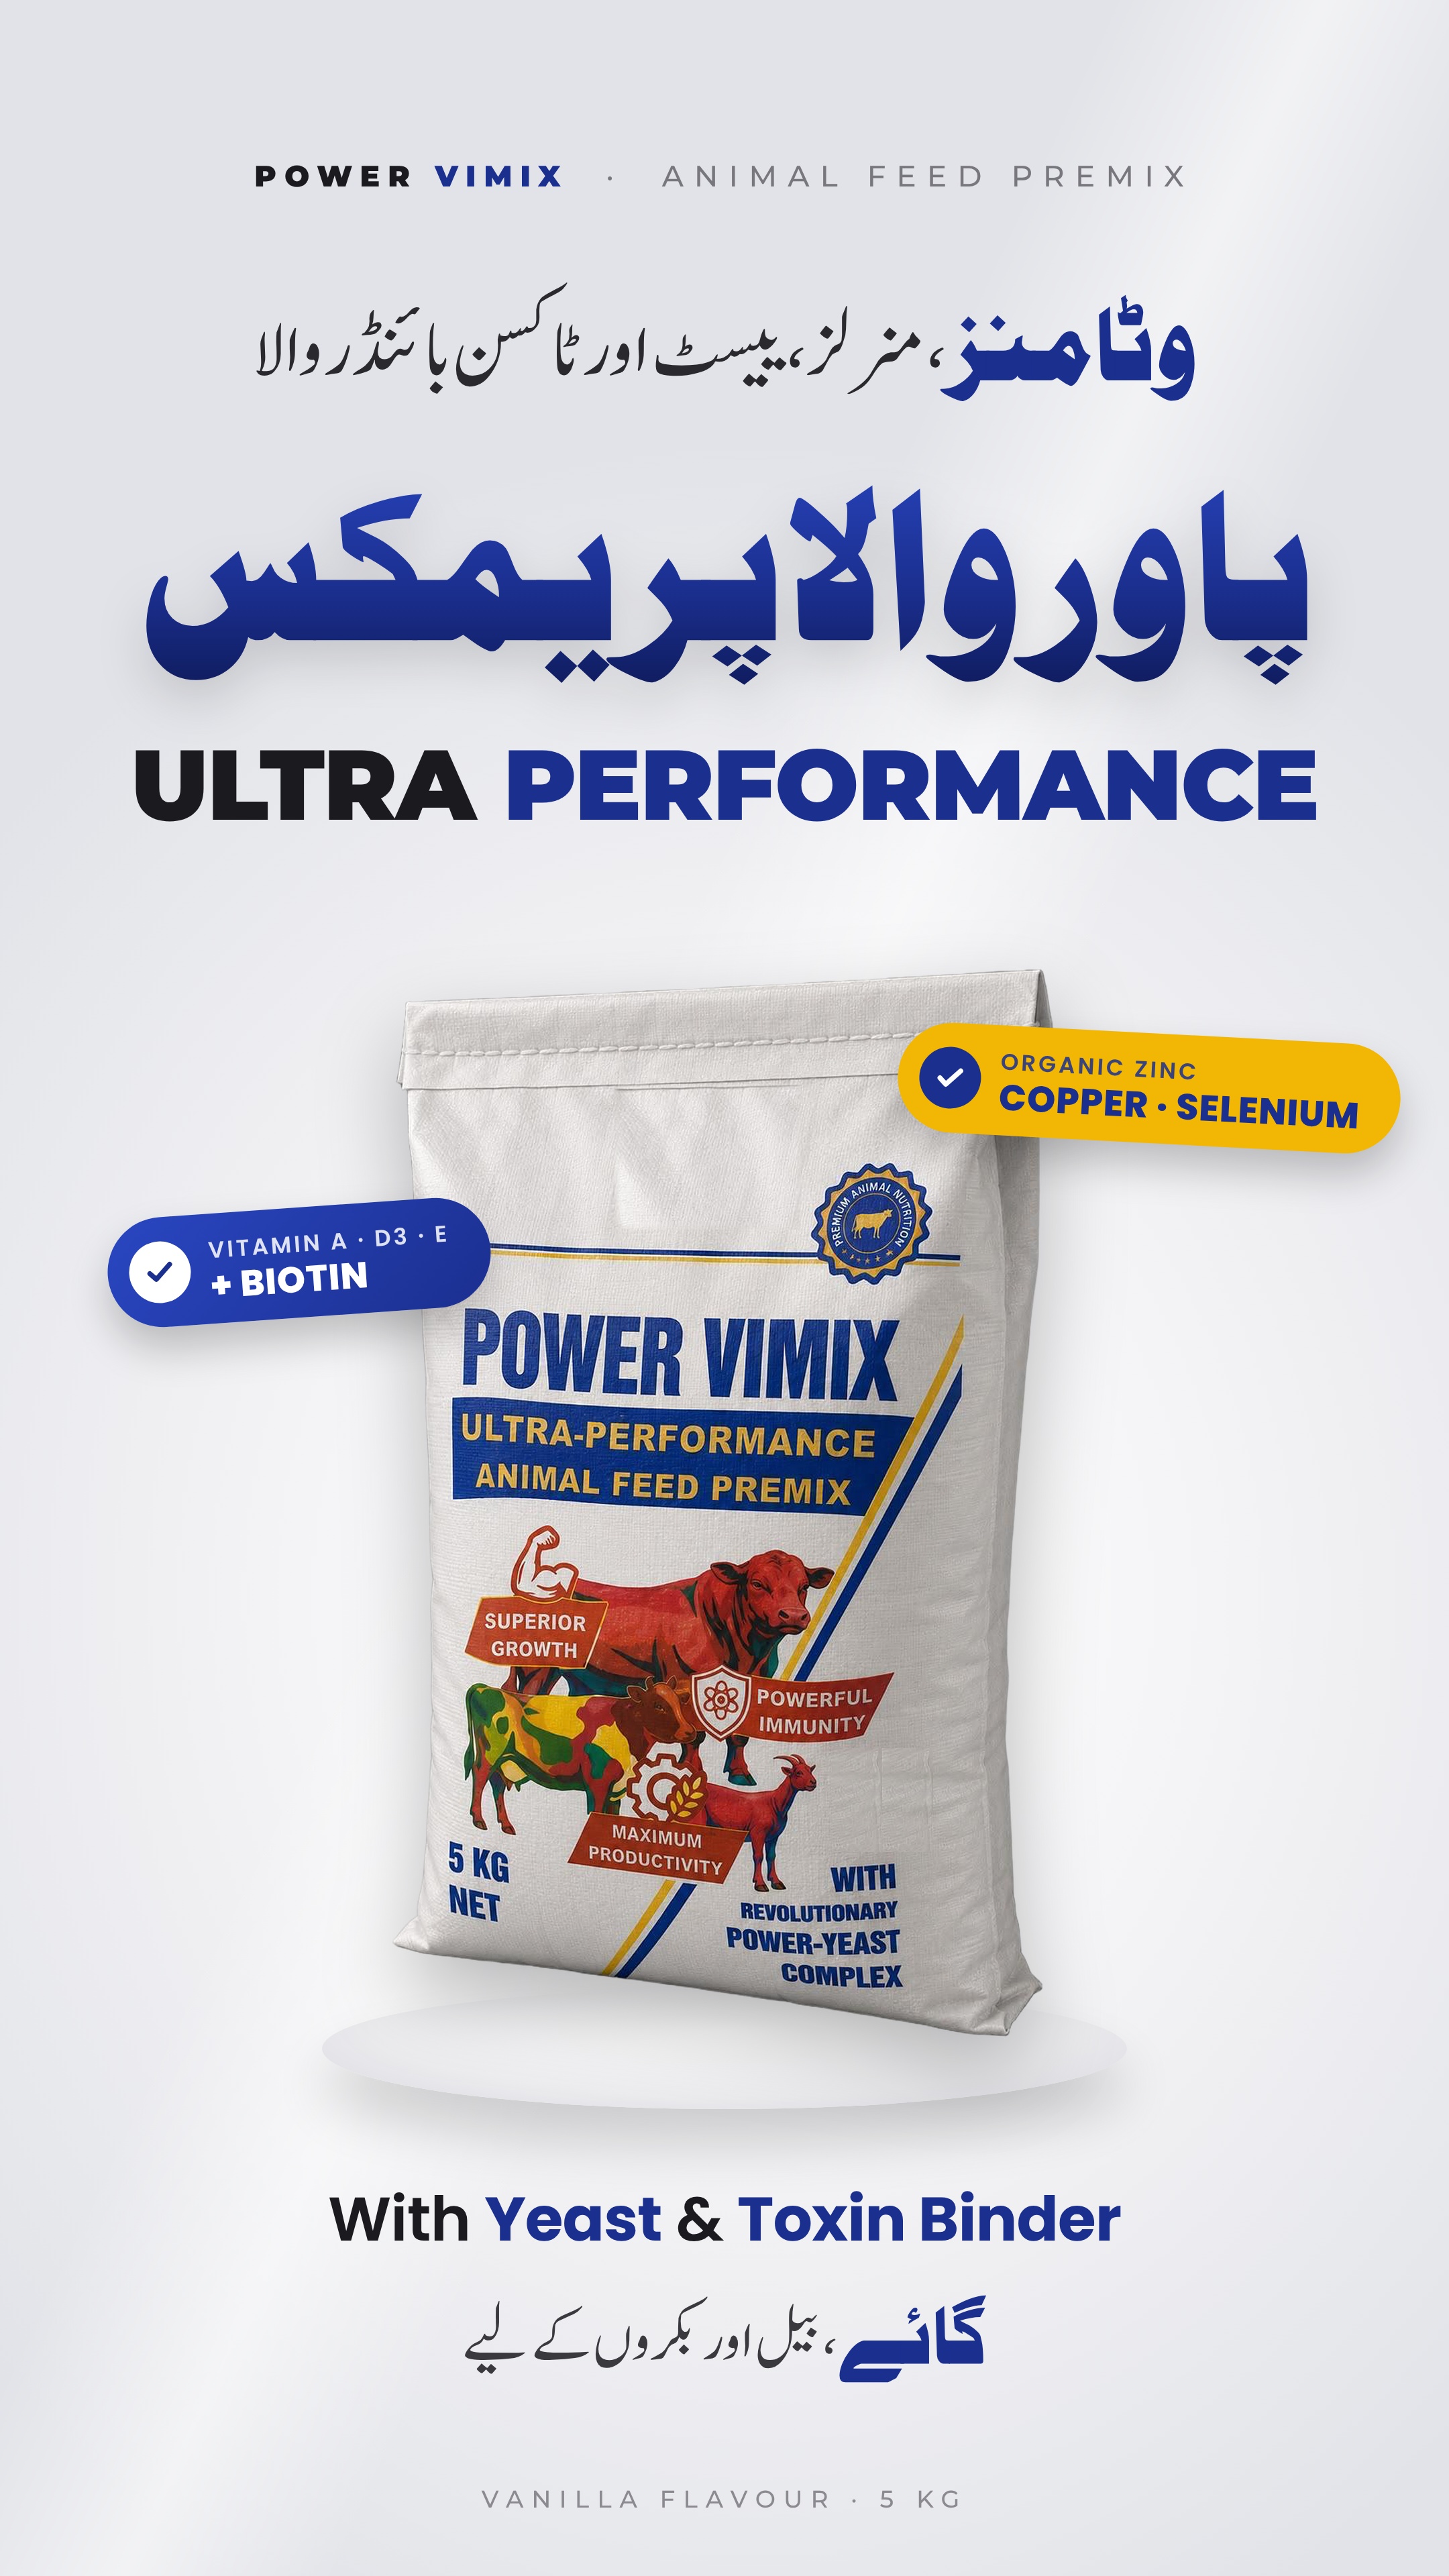 POWER VIMIX · ANIMAL FEED PREMIX
وٹامنز، منرلز، ییسٹ اور ٹاکسن بائنڈر والا
پاور والا پریمکس
ULTRA PERFORMANCE
ORGANIC ZINC
COPPER · SELENIUM
VITAMIN A · D3 · E
+ BIOTIN
PREMIUM ANIMAL NUTRITION
POWER VIMIX
ULTRA-PERFORMANCE
ANIMAL FEED PREMIX
SUPERIOR
GROWTH
POWERFUL
IMMUNITY
MAXIMUM
PRODUCTIVITY
5 KG
NET
WITH
REVOLUTIONARY
POWER-YEAST
COMPLEX
With Yeast & Toxin Binder
گائے، بیل اور بکروں کے لیے
VANILLA FLAVOUR · 5 KG